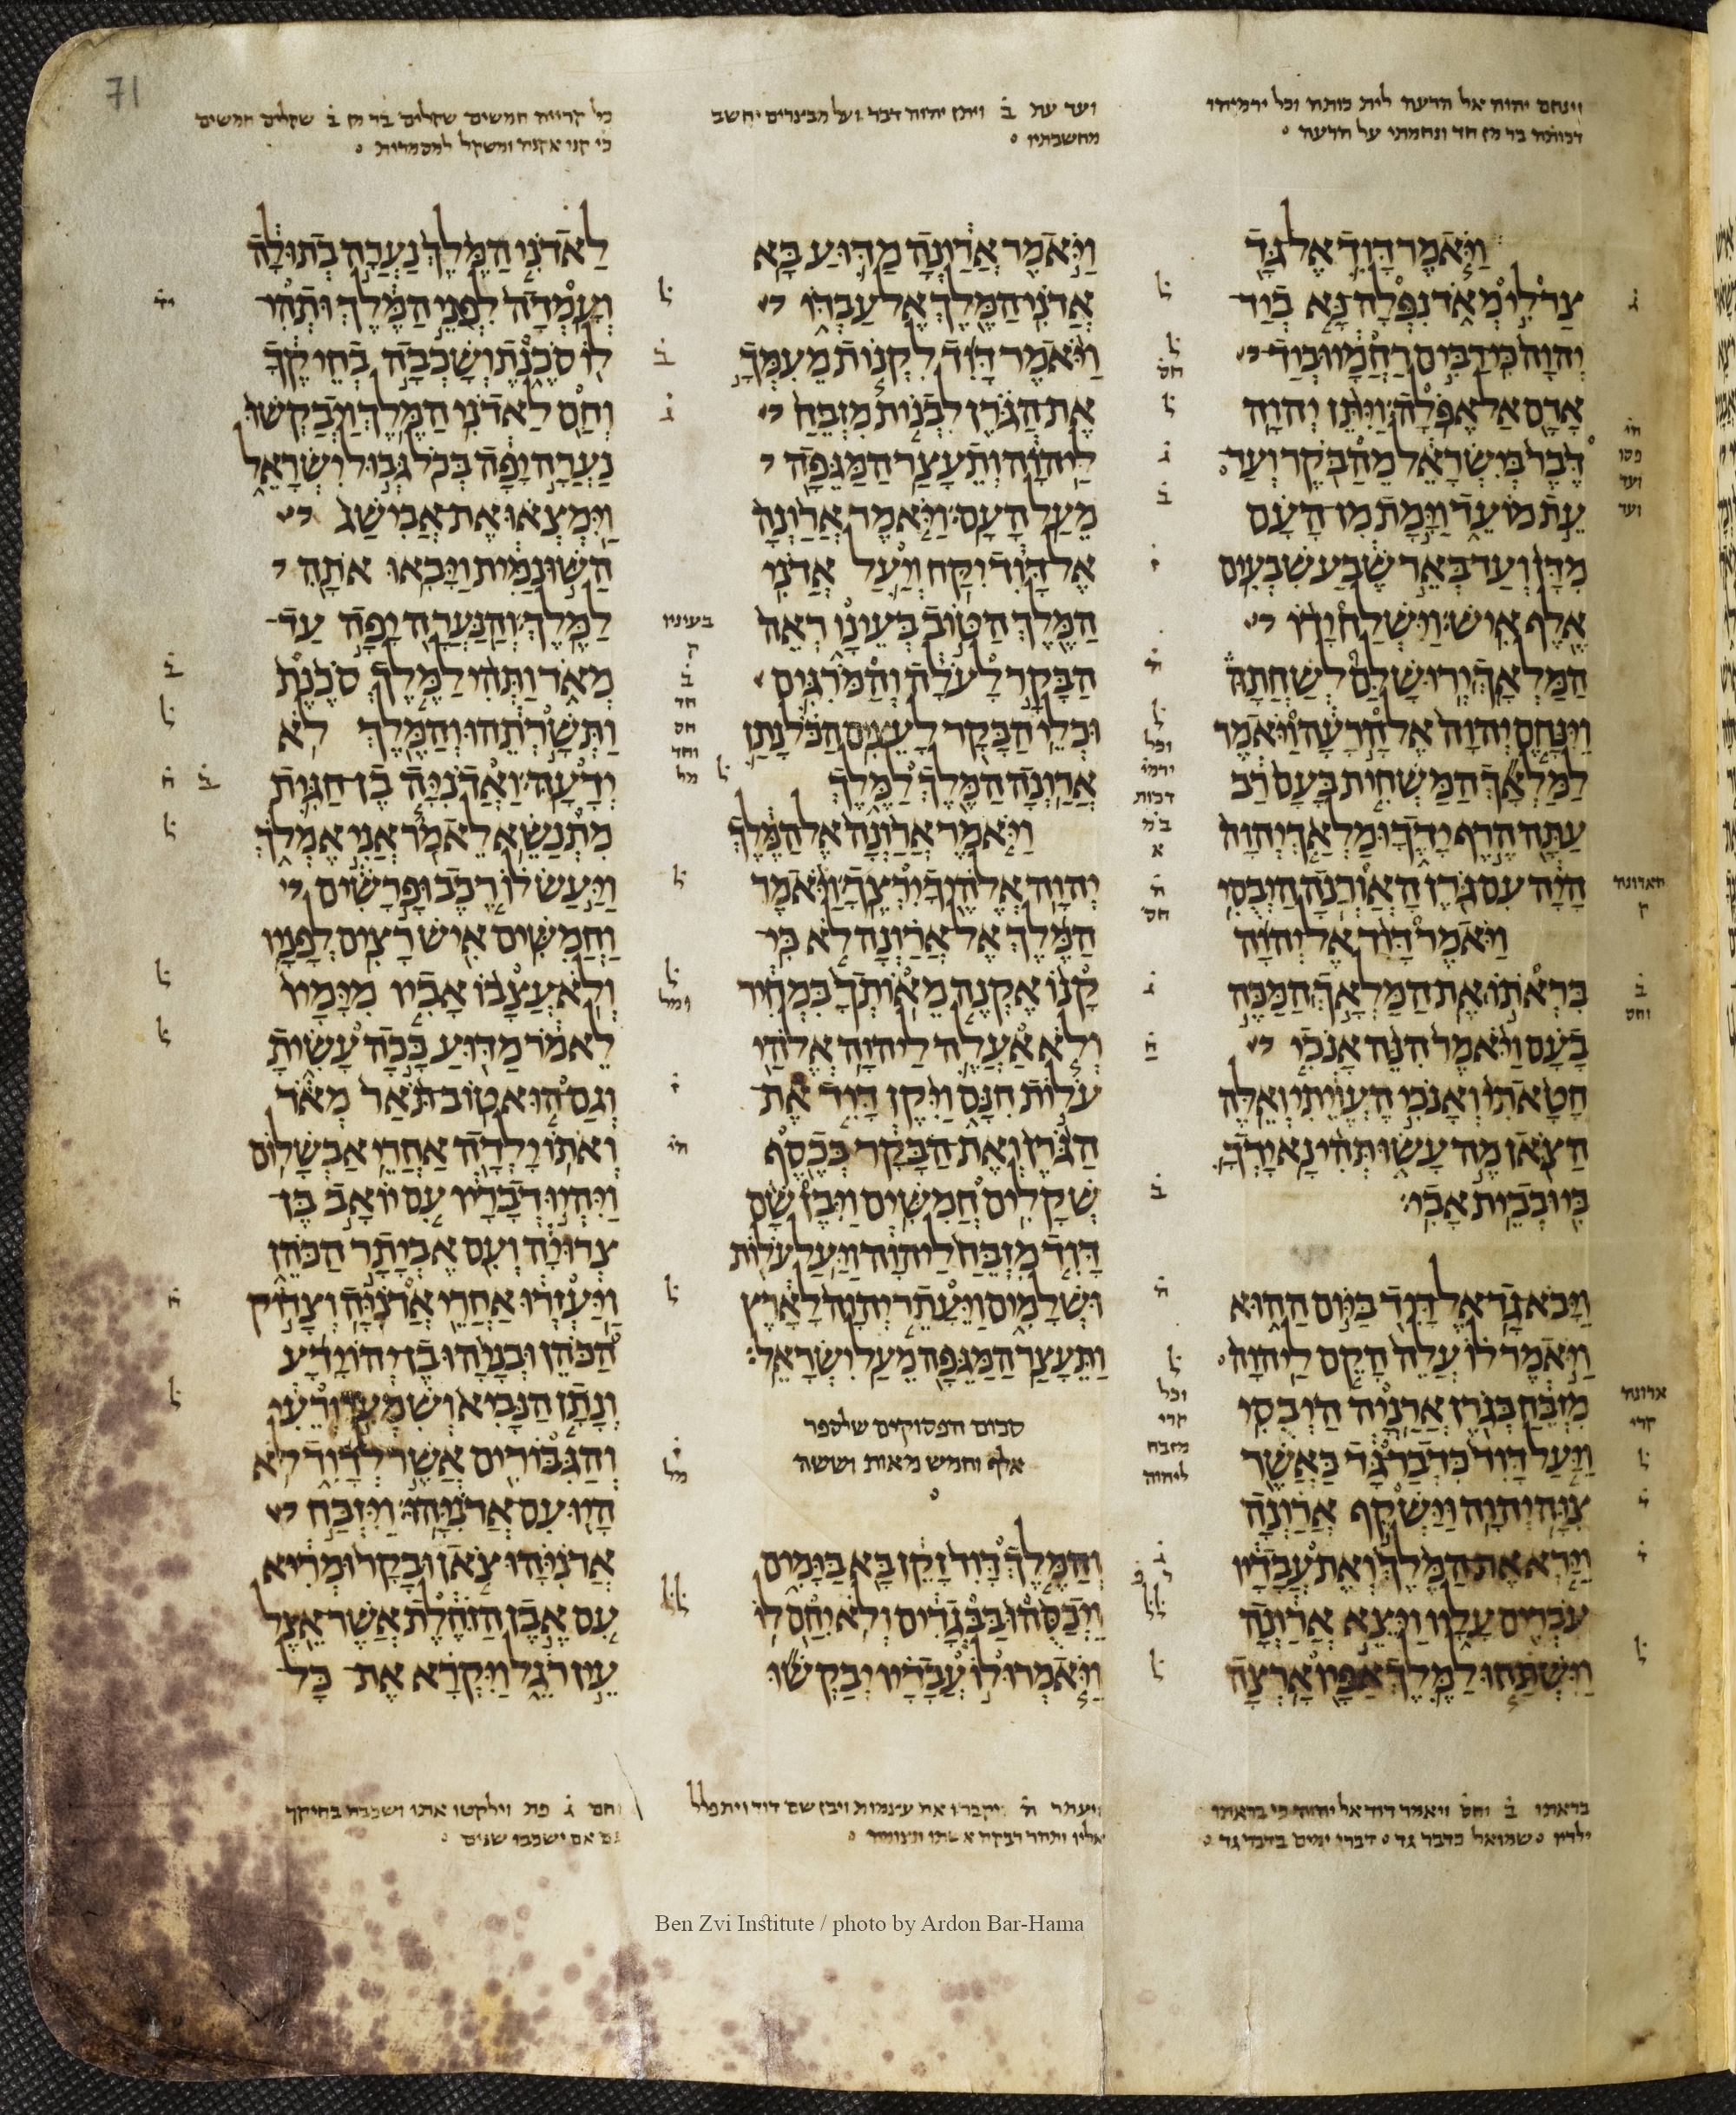 71
וינחם יהוה אל הרעה לית כותה וכל ירמיהו
דכותה בר מן חד ונחמתי על הרעה
ועד עת ב ויתן יהוה דבר ועל מבצרים יחשב
מחשבתיו
כל קרייה חמשים שקלים בר מן ב שקלים חמשים
כי קנו אקנה ומשקל למסמרות
ויאמר דוד אל גד
צר לי מאד נפלה נא ביד
יהוה כי רבים רחמו וביד
אדם אל אפלה ויתן יהוה
דבר בישראל מהבקר ועד
עת מועד וימת מן העם
מדן ועד באר שבע שבעים
אלף איש וישלח ידו
המלאך ירושלם לשחתה
וינחם יהוה אל הרעה ויאמר
למלאך המשחית בעם רב
עתה הרף ידך ומלאך יהוה
היה עם גרן האורנה היבסי
ויאמר דוד אל יהוה
בראתו את המלאך המכה
בעם ויאמר הנה אנכי
חטאתי ואנכי העויתי ואלה
הצאן מה עשו תהי נא ידך
בי ובבית אבי
ויבא גד אל דוד ביום ההוא
ויאמר לו עלה הקם ליהוה
מזבח בגרן ארניה היבסי
ויעל דוד כדבר גד כאשר
צוה יהוה וישקף ארונה
וירא את המלך ואת עבדיו
עברים עליו ויצא ארונה
וישתחו למלך אפיו ארצה
ויאמר ארונה מדוע בא
אדני המלך אל עבדו
ויאמר דוד לקנות מעמך
את הגרן לבנות מזבח
ליהוה ותעצר המגפה
מעל העם ויאמר ארונה
אל דוד יקח ויעל אדני
המלך הטוב בעינו ראה
הבקר לעלה והמרגים
וכלי הבקר לעצים הכל נתן
ארונה המלך למלך
ויאמר ארונה אל המלך
יהוה אלהיך ירצך ויאמר
המלך אל ארונה לא כי
קנו אקנה מאותך במחיר
ולא אעלה ליהוה אלהי
עלות חנם ויקן דוד את
הגרן ואת הבקר בכסף
שקלים חמשים ויבן שם
דוד מזבח ליהוה ויעל עלות
ושלמים ויעתר יהוה לארץ
ותעצר המגפה מעל ישראל
סכום הפסוקים שלספר
אלף וחמש מאות וששה
והמלך דוד זקן בא בימים
ויכסהו בבגדים ולא יחם לו
ויאמרו לו עבדיו יבקשו
לאדני המלך נערה בתולה
ועמדה לפני המלך ותהי
לו סכנת ושכבה בחיקך
וחם לאדני המלך ויבקשו
נערה יפה בכל גבול ישראל
וימצאו את אבישג
השונמית ויבאו אתה
למלך והנערה יפה עד
מאד ותהי למלך סכנת
ותשרתהו והמלך לא
ידעה ואדניה בן חגית
מתנשא לאמר אני אמלך
ויעש לו רכב ופרשים
וחמשים איש רצים לפניו
ולא עצבו אביו מימיו
לאמר מדוע ככה עשית
וגם הוא טוב תאר מאד
ואתו ילדה אחרי אבשלום
ויהיו דבריו עם יואב בן
צרויה ועם אביתר הכהן
ויעזרו אחרי אדניה וצדוק
הכהן ובניהו בן יהוידע
ונתן הנביא ושמעי ורעי
והגבורים אשר לדויד לא
היו עם אדניהו ויזבח
אדניהו צאן ובקר ומריא
עם אבן הזחלת אשר אצל
עין רגל ויקרא את כל
בראתו ב וחס ויאמר דוד אל יהוה כי בראתו
ילדיו שמואל כדבר גד דברי ימים בדבר גד
ויעתר ה ויקברו את עצמות ויבן שם דוד ויתפלל
אליו ותהר רבקה אשתו
וחם ג פת וילקטו אתו ושכבה בחיקך
גם אם ישכבו שנים
Ben Zvi Institute / photo by Ardon Bar-Hama